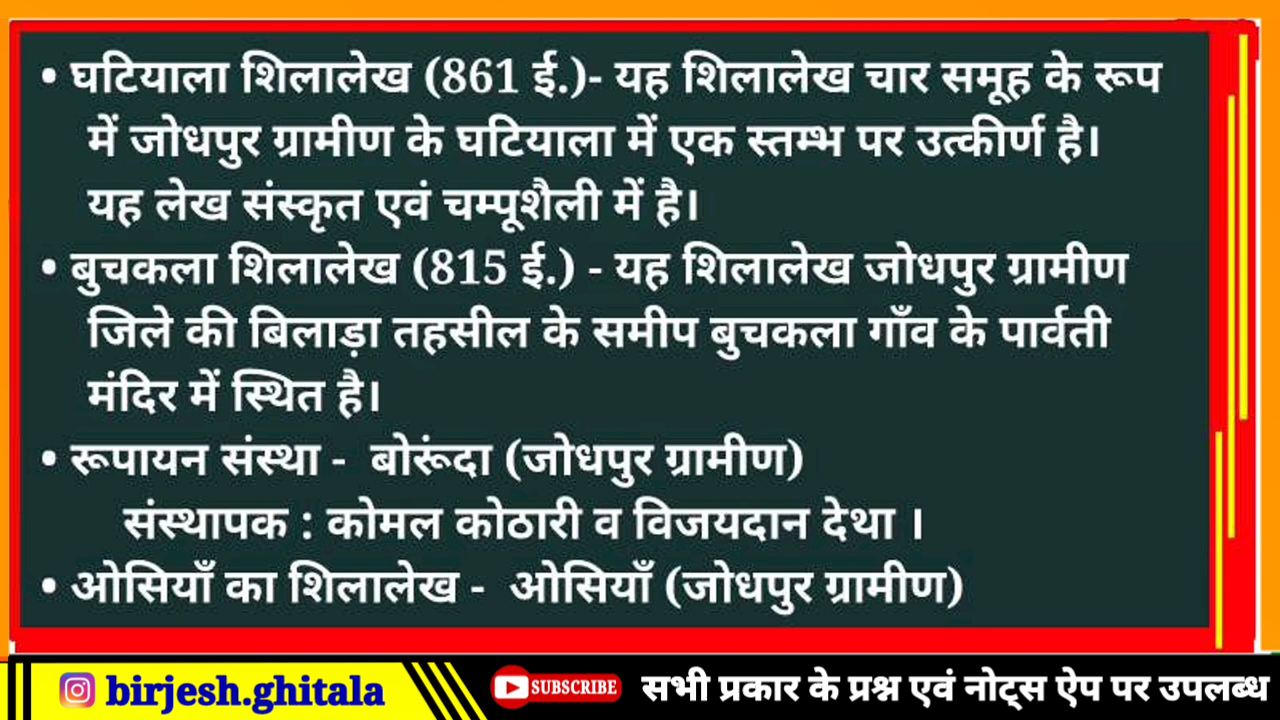 • घटियाला शिलालेख (861 ई.)- यह शिलालेख चार समूह के रूप
में जोधपुर ग्रामीण के घटियाला में एक स्तम्भ पर उत्कीर्ण है।
यह लेख संस्कृत एवं चम्पूशैली में है।
• बुचकला शिलालेख (815 ई.) - यह शिलालेख जोधपुर ग्रामीण
जिले की बिलाड़ा तहसील के समीप बुचकला गाँव के पार्वती
मंदिर में स्थित है।
• रूपायन संस्था - बोरूंदा (जोधपुर ग्रामीण)
संस्थापक : कोमल कोठारी व विजयदान देथा ।
• ओसियाँ का शिलालेख - ओसियाँ (जोधपुर ग्रामीण)
birjesh.ghitala SUBSCRIBE सभी प्रकार के प्रश्न एवं नोट्स ऐप पर उपलब्ध